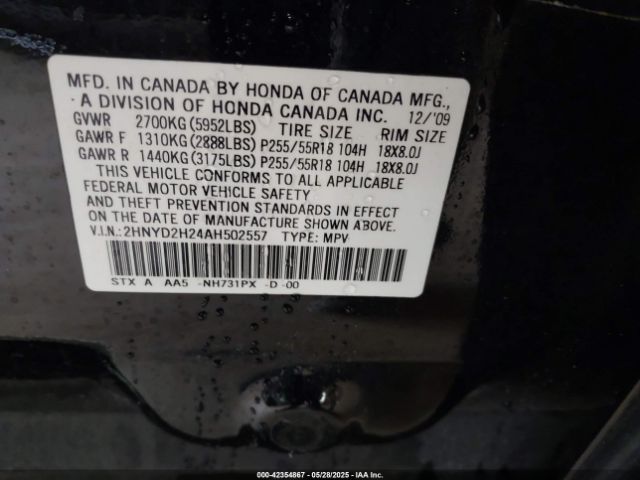 MFD. IN CANADA BY HONDA OF CANADA MFG.,
A DIVISION OF HONDA CANADA INC. 12/'09
GVWR 2700KG (5952LBS) TIRE SIZE RIM SIZE
GAWR F 1310KG (2888LBS) P255/55R18 104H 18X8.0J
GAWR R 1440KG (3175LBS) P255/55R18 104H 18X8.0J
THIS VEHICLE CONFORMS TO ALL APPLICABLE
FEDERAL MOTOR VEHICLE SAFETY
AND THEFT PREVENTION STANDARDS IN EFFECT
ON THE DATE OF MANUFACTURE SHOWN ABOVE.
V.I.N.: 2HNYD2H24AH502557 TYPE: MPV
STX A AA5 -NH731PX -D -00
000-42354867 - 05/28/2025 - IAA Inc.